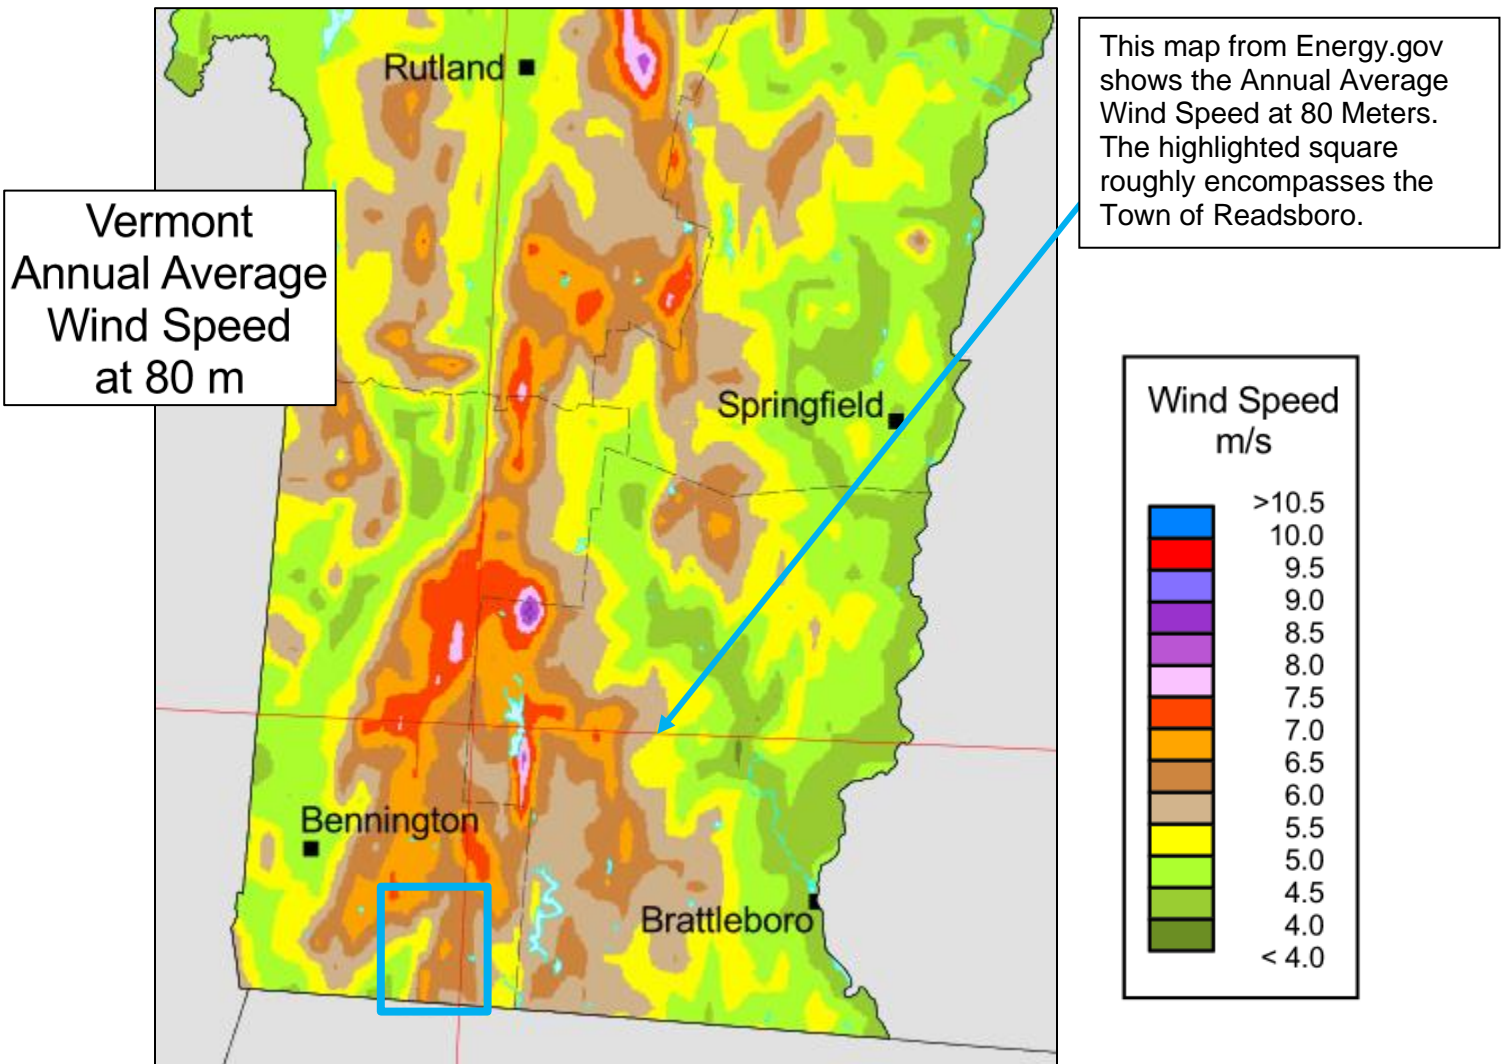 Rutland
This map from Energy.gov
shows the Annual Average
Wind Speed at 80 Meters.
The highlighted square
roughly encompasses the
Town of Readsboro.
Vermont
Annual Average
Wind Speed
at 80 m
Springfield
Bennington
Brattleboro
Wind Speed
m/s
>10.5
10.0
9.5
9.0
8.5
8.0
7.5
7.0
6.5
6.0
5.5
5.0
4.5
4.0
< 4.0